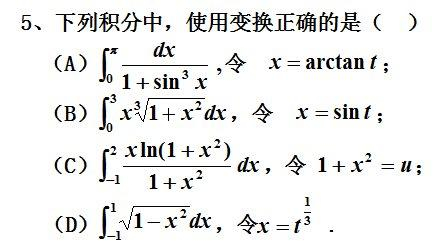 5、下列积分中，使用变换正确的是（　）
（A）∫₀^π dx/(1+sin³x)，令 x = arctan t；
（B）∫₀³ x∛(1+x²)dx，令 x = sin t；
（C）∫₋₁² xln(1+x²)/(1+x²) dx，令 1+x² = u；
（D）∫₋₁¹ √(1−x²)dx，令x = t^(1/3) .